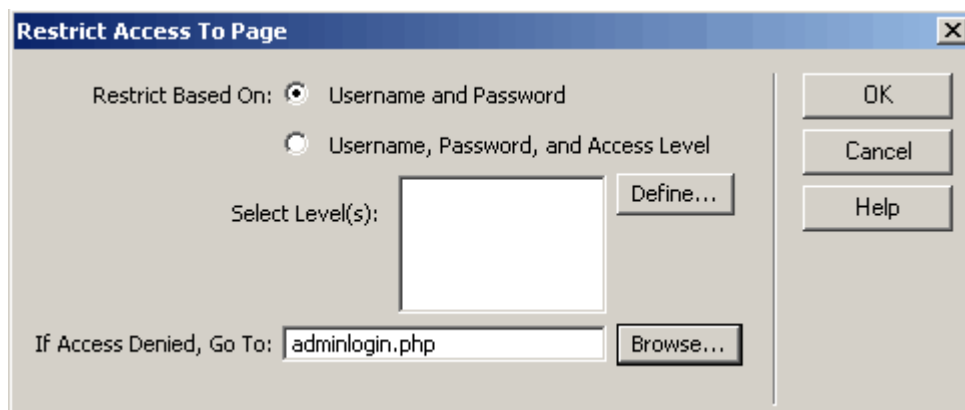 Restrict Access To Page
Restrict Based On: Username and Password
OK
Username, Password, and Access Level
Cancel
Select Level(s):
Define...
Help
If Access Denied, Go To: adminlogin.php
Browse...